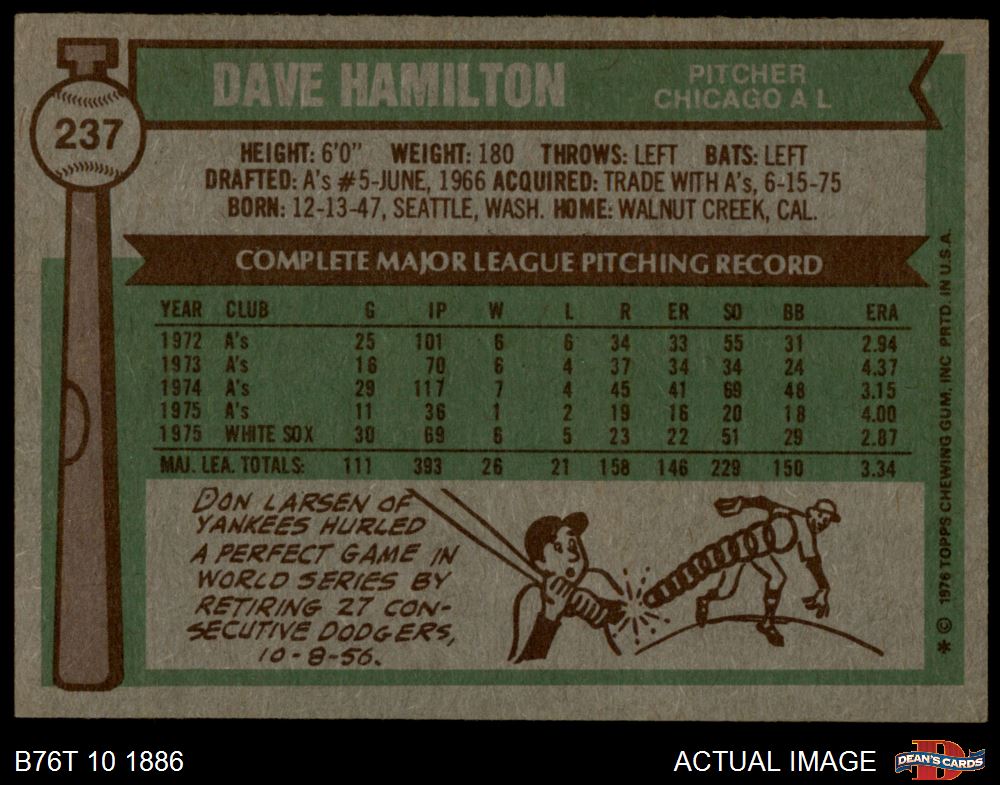 237
DAVE HAMILTON
PITCHER
CHICAGO A L
HEIGHT: 6'0" WEIGHT: 180 THROWS: LEFT BATS: LEFT
DRAFTED: A's #5-JUNE, 1966 ACQUIRED: TRADE WITH A's, 6-15-75
BORN: 12-13-47, SEATTLE, WASH. HOME: WALNUT CREEK, CAL.
COMPLETE MAJOR LEAGUE PITCHING RECORD
YEAR CLUB G IP W L R ER SO BB ERA
1972 A's 25 101 6 6 34 33 55 31 2.94
1973 A's 16 70 6 4 37 34 34 24 4.37
1974 A's 29 117 7 4 45 41 69 48 3.15
1975 A's 11 36 1 2 19 16 20 18 4.00
1975 WHITE SOX 30 69 6 5 23 22 51 29 2.87
MAJ. LEA. TOTALS: 111 393 26 21 158 146 229 150 3.34
DON LARSEN OF
YANKEES HURLED
A PERFECT GAME IN
WORLD SERIES BY
RETIRING 27 CON-
SECUTIVE DODGERS,
10-8-56.
* © 1976 TOPPS CHEWING GUM, INC. PRTD. IN U.S.A.
B76T 10 1886
ACTUAL IMAGE
D
DEAN'S CARDS